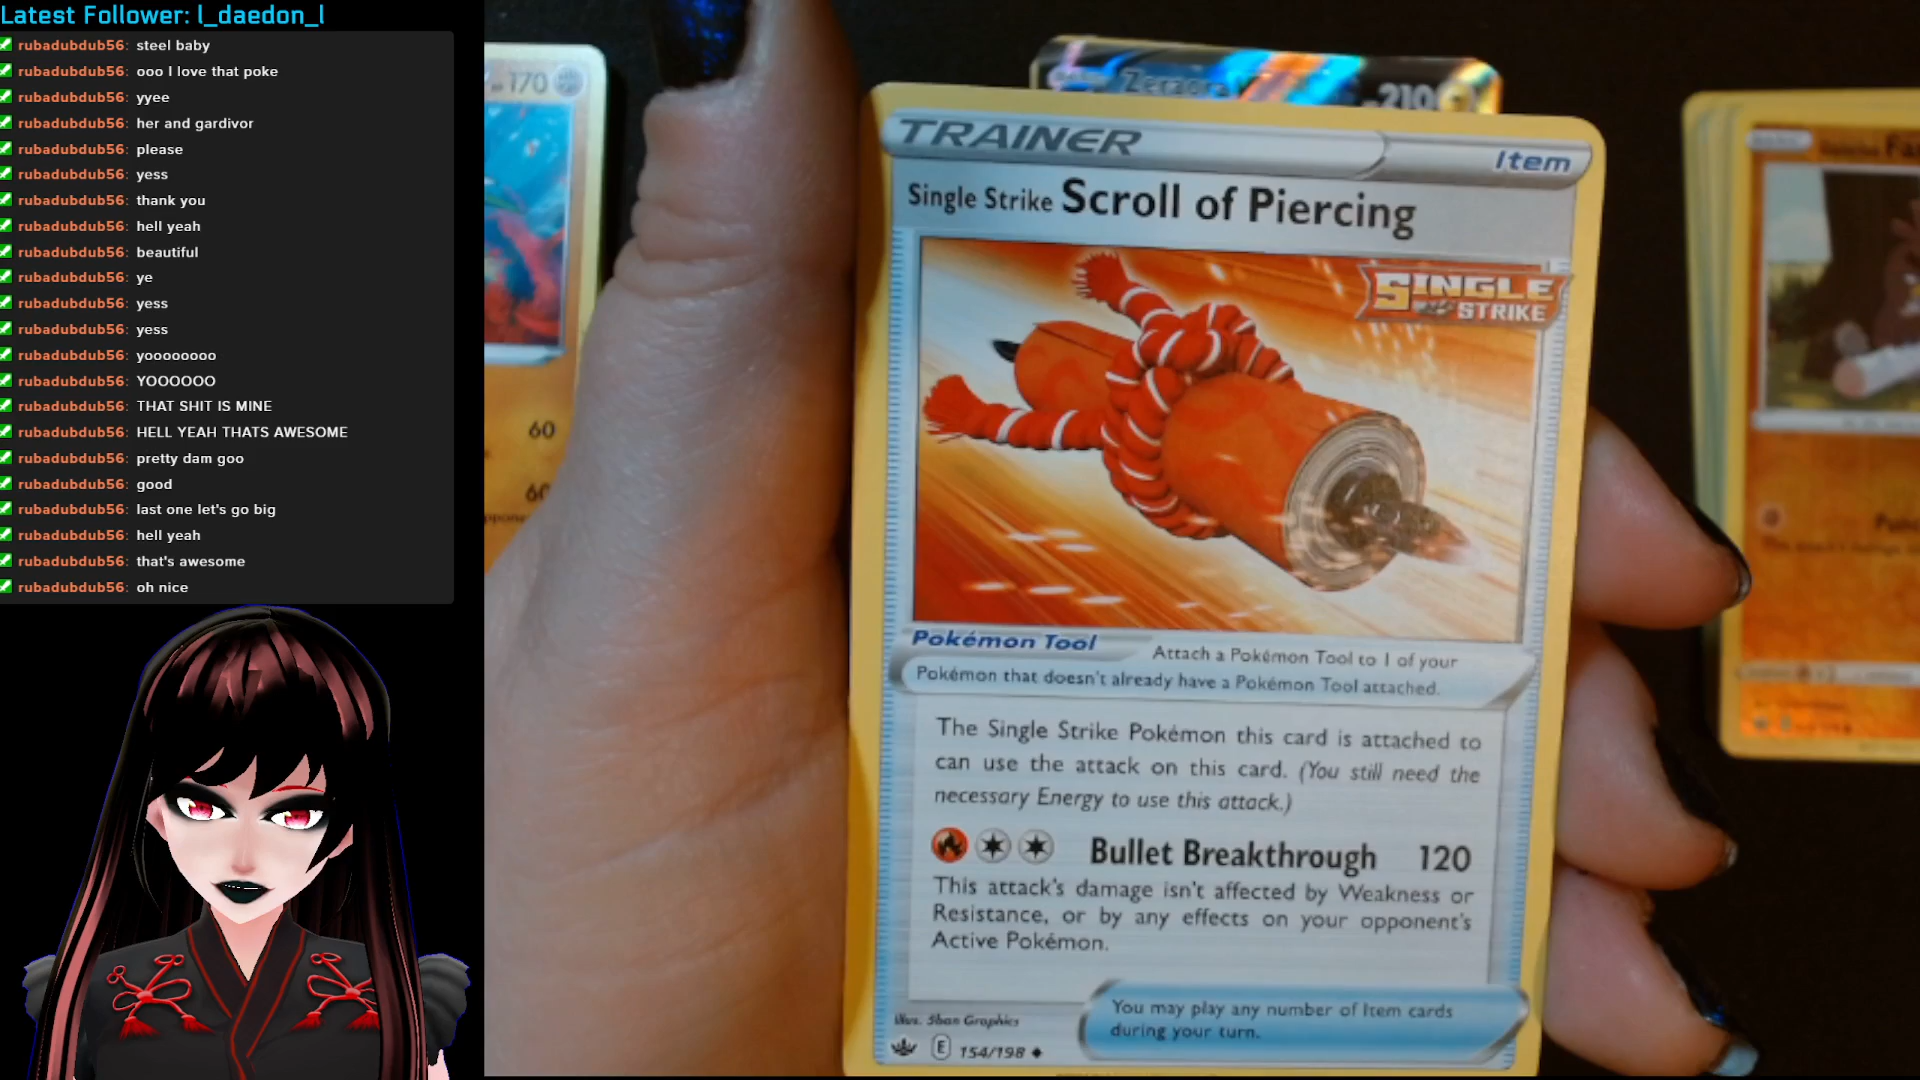 Latest Follower: l_daedon_l
rubadubdub56: steel baby
rubadubdub56: ooo I love that poke
rubadubdub56: yyee
rubadubdub56: her and gardivor
rubadubdub56: please
rubadubdub56: yess
rubadubdub56: thank you
rubadubdub56: hell yeah
rubadubdub56: beautiful
rubadubdub56: ye
rubadubdub56: yess
rubadubdub56: yess
rubadubdub56: yoooooooo
rubadubdub56: YOOOOOO
rubadubdub56: THAT SHIT IS MINE
rubadubdub56: HELL YEAH THATS AWESOME
rubadubdub56: pretty dam goo
rubadubdub56: good
rubadubdub56: last one let's go big
rubadubdub56: hell yeah
rubadubdub56: that's awesome
rubadubdub56: oh nice
170
60
60
Zeraora
210
TRAINER
Item
Single Strike Scroll of Piercing
SINGLE
STRIKE
Pokémon Tool
Attach a Pokémon Tool to 1 of your
Pokémon that doesn't already have a Pokémon Tool attached.
The Single Strike Pokémon this card is attached to
can use the attack on this card. (You still need the
necessary Energy to use this attack.)
Bullet Breakthrough 120
This attack's damage isn't affected by Weakness or
Resistance, or by any effects on your opponent's
Active Pokémon.
You may play any number of Item cards
during your turn.
Illus. 5ban Graphics
E 154/198